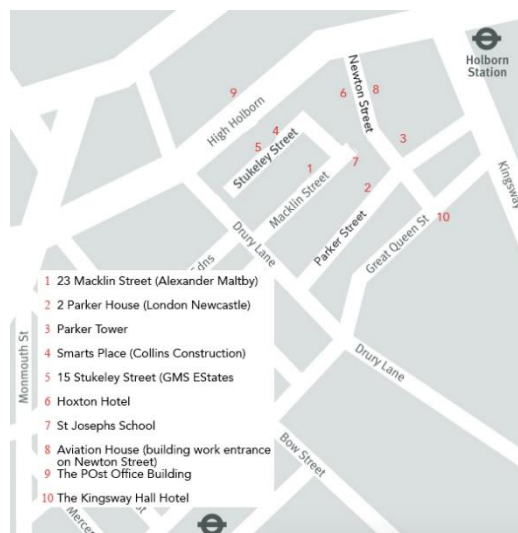 Holborn
Station
Newton Street
9
6
8
High Holborn
4
5
Stukeley Street
3
1
7
Macklin Street
2
Kingsway
Drury Lane
Parker Street
Great Queen St
10
dns
1 23 Macklin Street (Alexander Maltby)
2 2 Parker House (London Newcastle)
3 Parker Tower
4 Smarts Place (Collins Construction)
5 15 Stukeley Street (GMS EStates
6 Hoxton Hotel
7 St Josephs School
8 Aviation House (building work entrance
on Newton Street)
9 The POst Office Building
10 The Kingsway Hall Hotel
Monmouth St
Drury Lane
Bow Street
Mercer
St